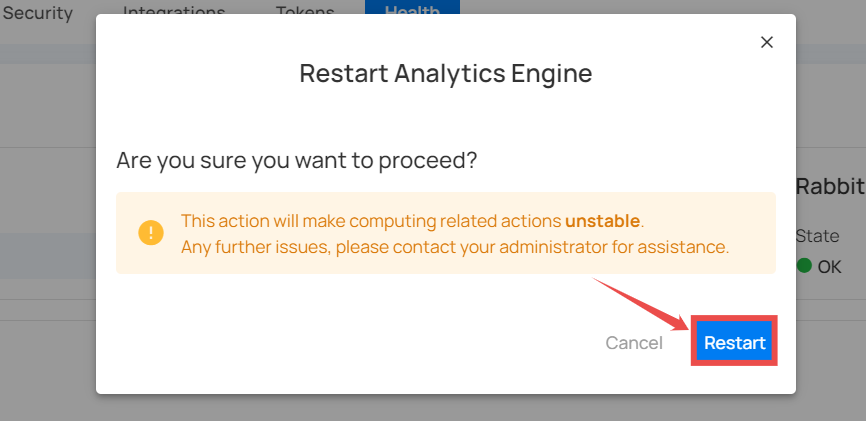 Security Integrations Tokens Health
Restart Analytics Engine
Are you sure you want to proceed?
This action will make computing related actions unstable.
Any further issues, please contact your administrator for assistance.
Cancel Restart
Rabbit
State
OK